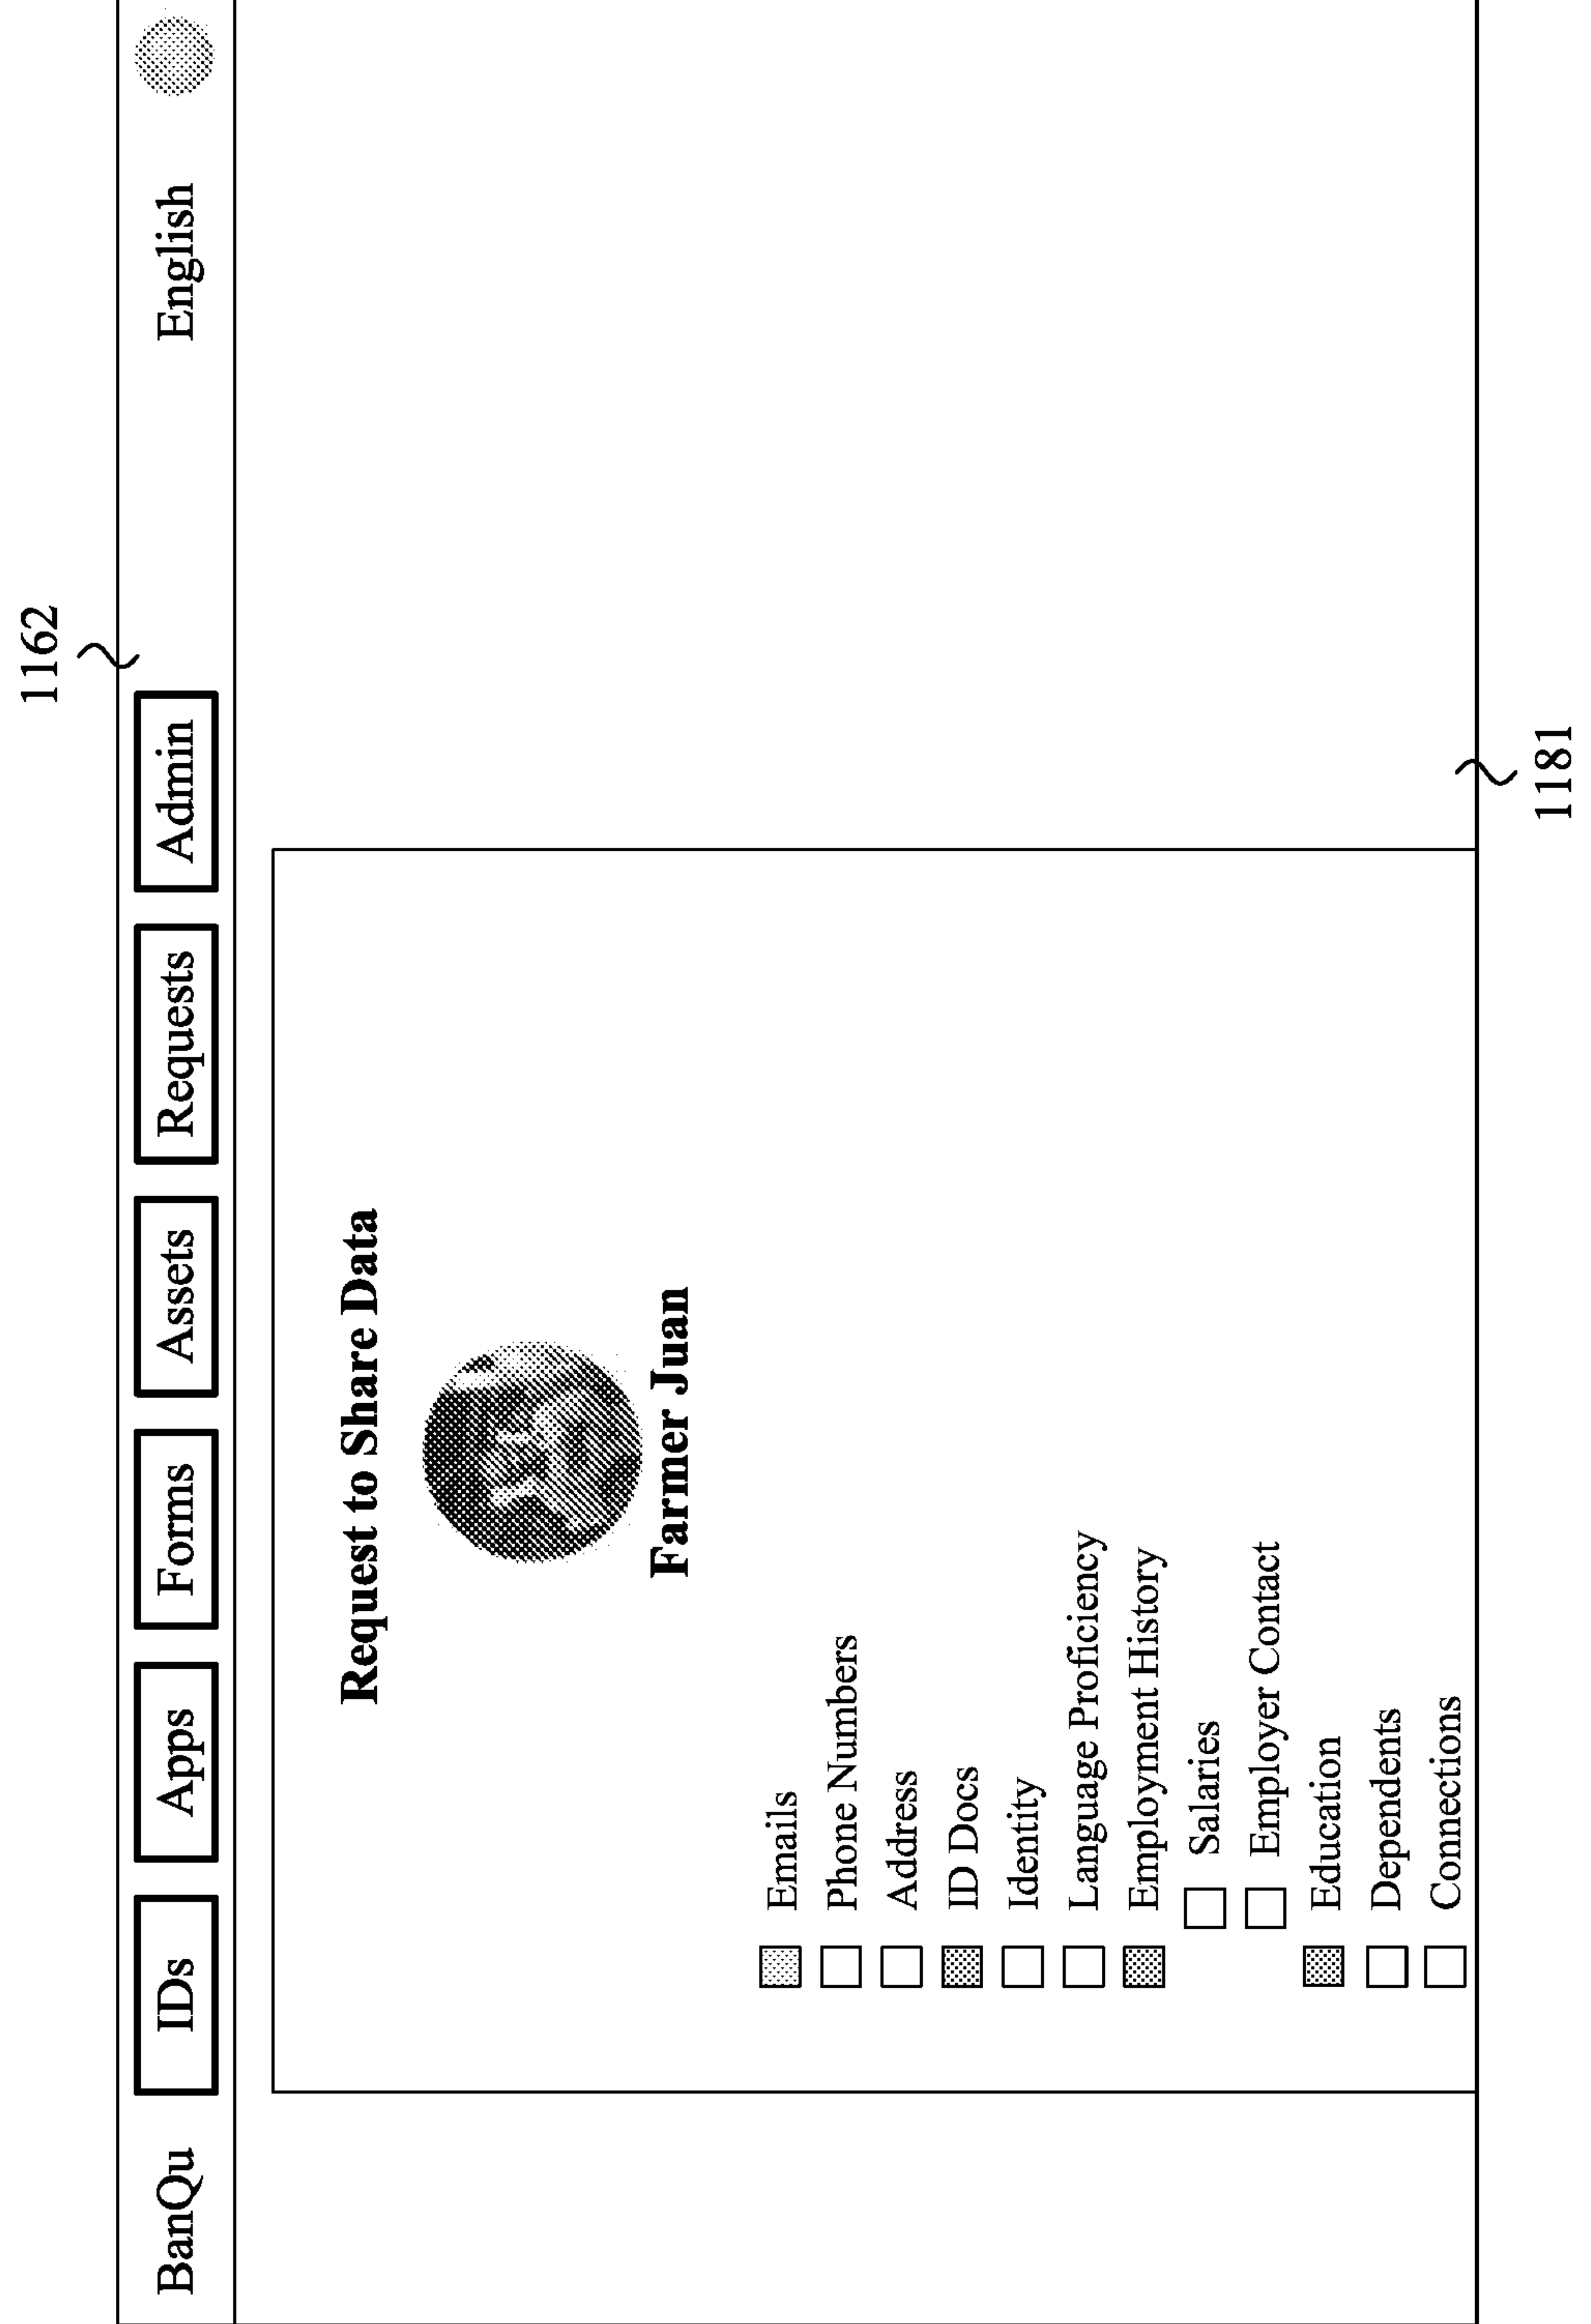 1162
BanQu IDs Apps Forms Assets Requests Admin English
Request to Share Data
Farmer Juan
Emails
Phone Numbers
Address
ID Docs
Identity
Language Proficiency
Employment History
Salaries
Employer Contact
Education
Dependents
Connections
1181